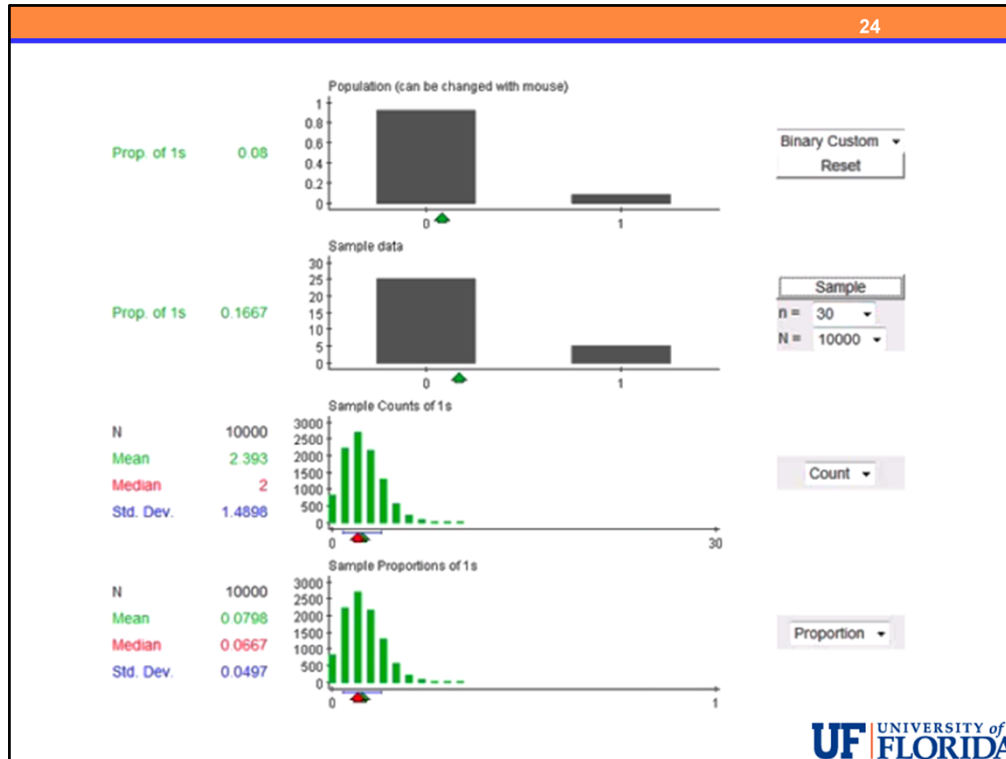 24
Population (can be changed with mouse)
Prop. of 1s 0.08
1
0.8
0.6
0.4
0.2
0
0 1
Binary Custom
Reset
Sample data
Prop. of 1s 0.1667
30
25
20
15
10
5
0
0 1
Sample
n = 30
N = 10000
Sample Counts of 1s
N 10000
Mean 2.393
Median 2
Std. Dev. 1.4898
3000
2500
2000
1500
1000
500
0
0 30
Count
Sample Proportions of 1s
N 10000
Mean 0.0798
Median 0.0667
Std. Dev. 0.0497
3000
2500
2000
1500
1000
500
0
0 1
Proportion
UF UNIVERSITY of
FLORIDA